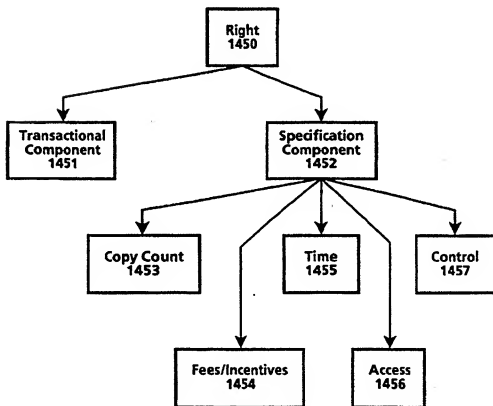 Right
1450
Transactional
Component
1451
Specification
Component
1452
Copy Count
1453
Time
1455
Control
1457
Fees/Incentives
1454
Access
1456